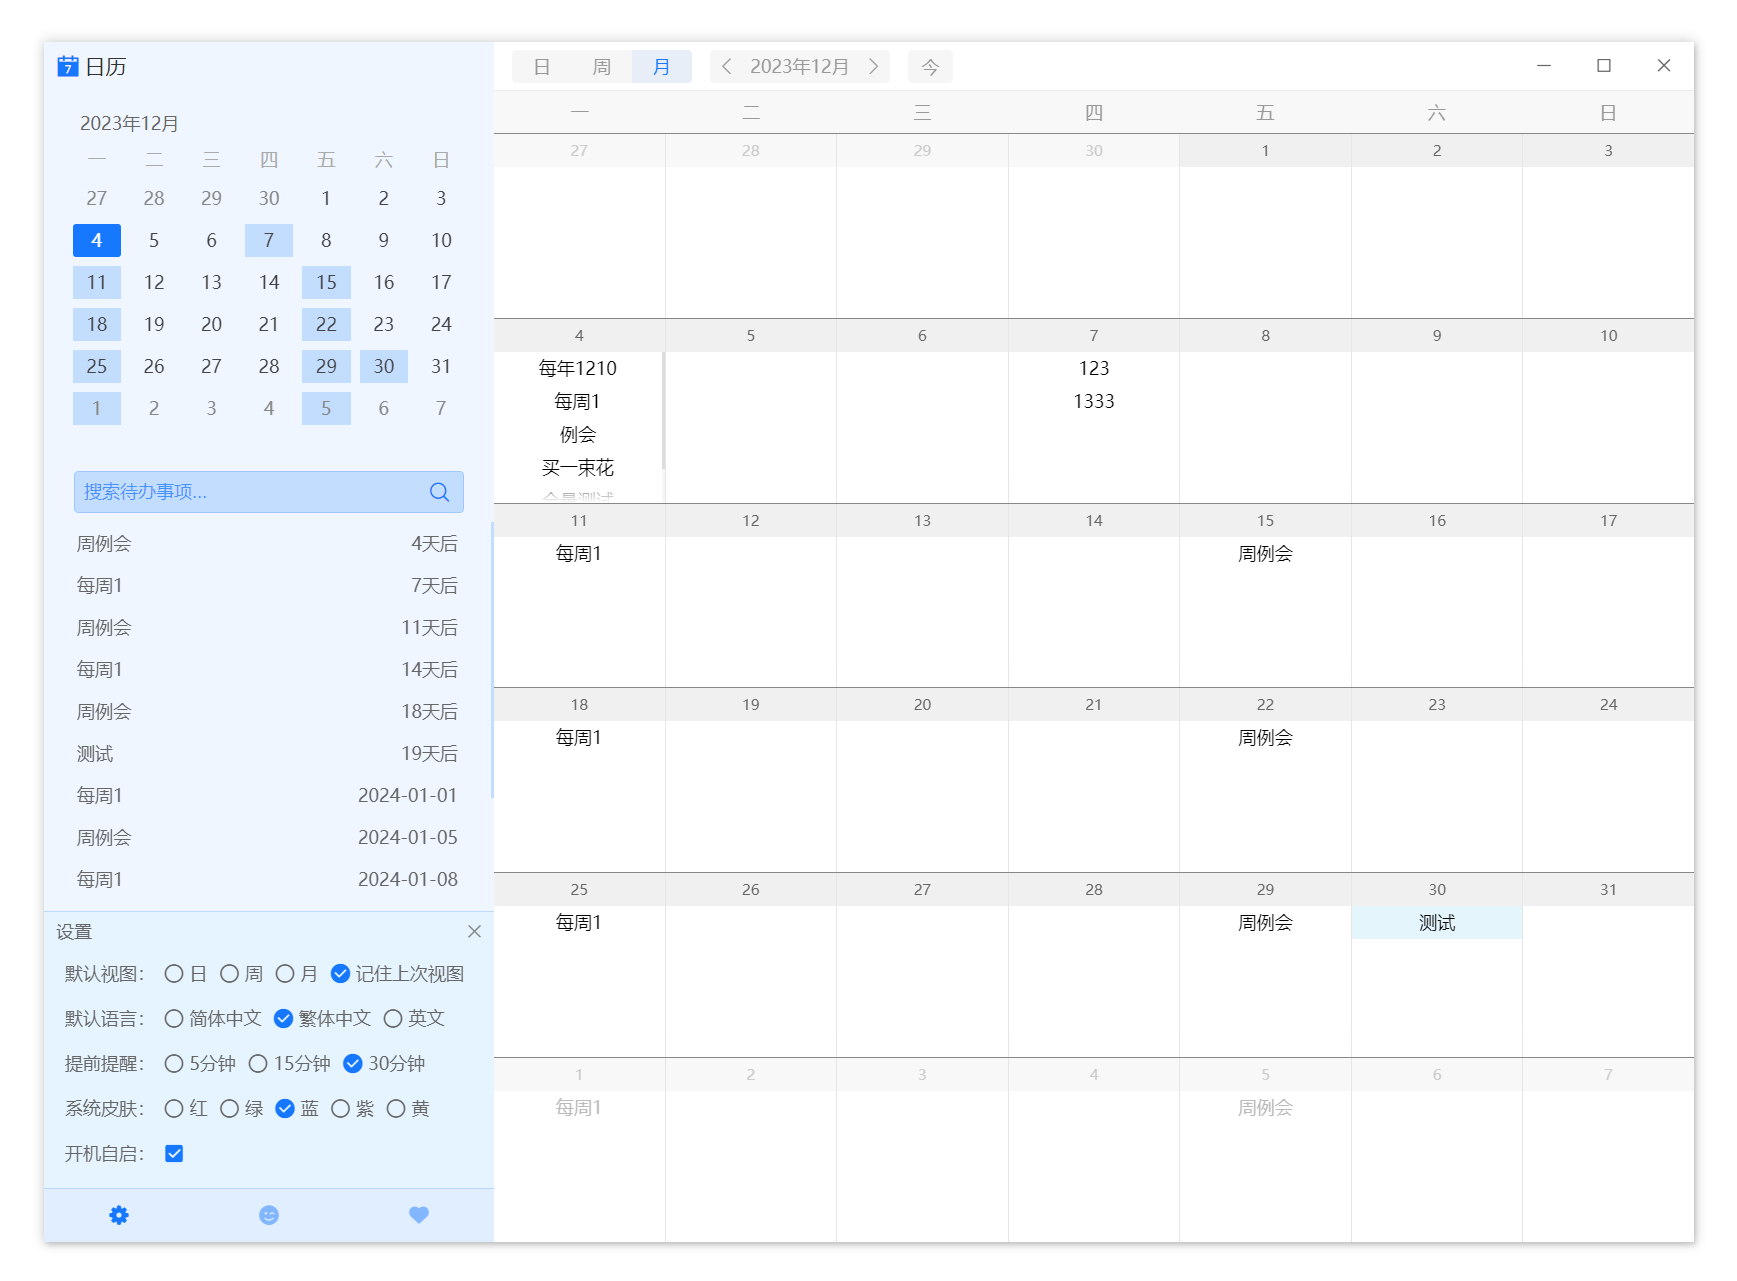 7 日历
2023年12月
一 二 三 四 五 六 日
27 28 29 30 1 2 3
4 5 6 7 8 9 10
11 12 13 14 15 16 17
18 19 20 21 22 23 24
25 26 27 28 29 30 31
1 2 3 4 5 6 7
搜索待办事项...
周例会 4天后
每周1 7天后
周例会 11天后
每周1 14天后
周例会 18天后
测试 19天后
每周1 2024-01-01
周例会 2024-01-05
每周1 2024-01-08
设置
默认视图: 日 周 月 记住上次视图
默认语言: 简体中文 繁体中文 英文
提前提醒: 5分钟 15分钟 30分钟
系统皮肤: 红 绿 蓝 紫 黄
开机自启:
日 周 月 2023年12月 今
一 二 三 四 五 六 日
27 28 29 30 1 2 3
4 5 6 7 8 9 10
每年1210 123
每周1 1333
例会
买一束花
11 12 13 14 15 16 17
每周1 周例会
18 19 20 21 22 23 24
每周1 周例会
25 26 27 28 29 30 31
每周1 周例会 测试
1 2 3 4 5 6 7
每周1 周例会